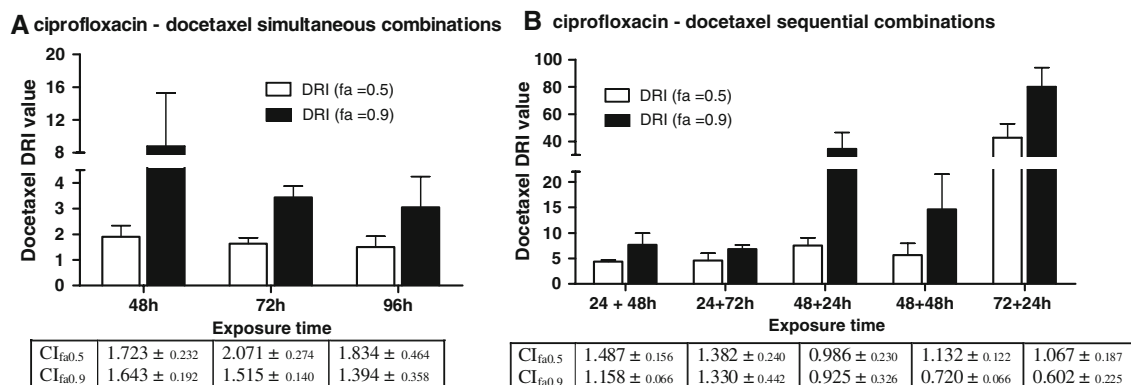 A ciprofloxacin - docetaxel simultaneous combinations
Docetaxel DRI value
20
16
12
8
4
3
2
1
0
DRI (fa =0.5)
DRI (fa =0.9)
48h 72h 96h
Exposure time
CIfa0.5 1.723 ± 0.232 2.071 ± 0.274 1.834 ± 0.464
CIfa0.9 1.643 ± 0.192 1.515 ± 0.140 1.394 ± 0.358
B ciprofloxacin - docetaxel sequential combinations
Docetaxel DRI value
100
80
60
40
20
15
10
5
0
DRI (fa =0.5)
DRI (fa =0.9)
24 + 48h 24+72h 48+24h 48+48h 72+24h
Exposure time
CIfa0.5 1.487 ± 0.156 1.382 ± 0.240 0.986 ± 0.230 1.132 ± 0.122 1.067 ± 0.187
CIfa0.9 1.158 ± 0.066 1.330 ± 0.442 0.925 ± 0.326 0.720 ± 0.066 0.602 ± 0.225